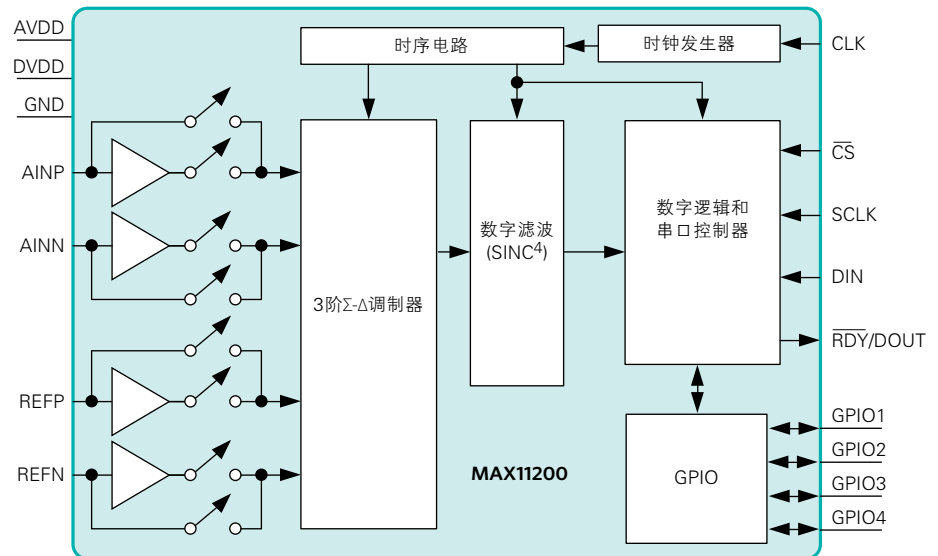 AVDD
DVDD
GND
AINP
AINN
REFP
REFN
时序电路
时钟发生器
3阶Σ-Δ调制器
数字滤波
(SINC⁴)
数字逻辑和
串口控制器
GPIO
MAX11200
CLK
C̅S̅
SCLK
DIN
R̅D̅Y̅/DOUT
GPIO1
GPIO2
GPIO3
GPIO4